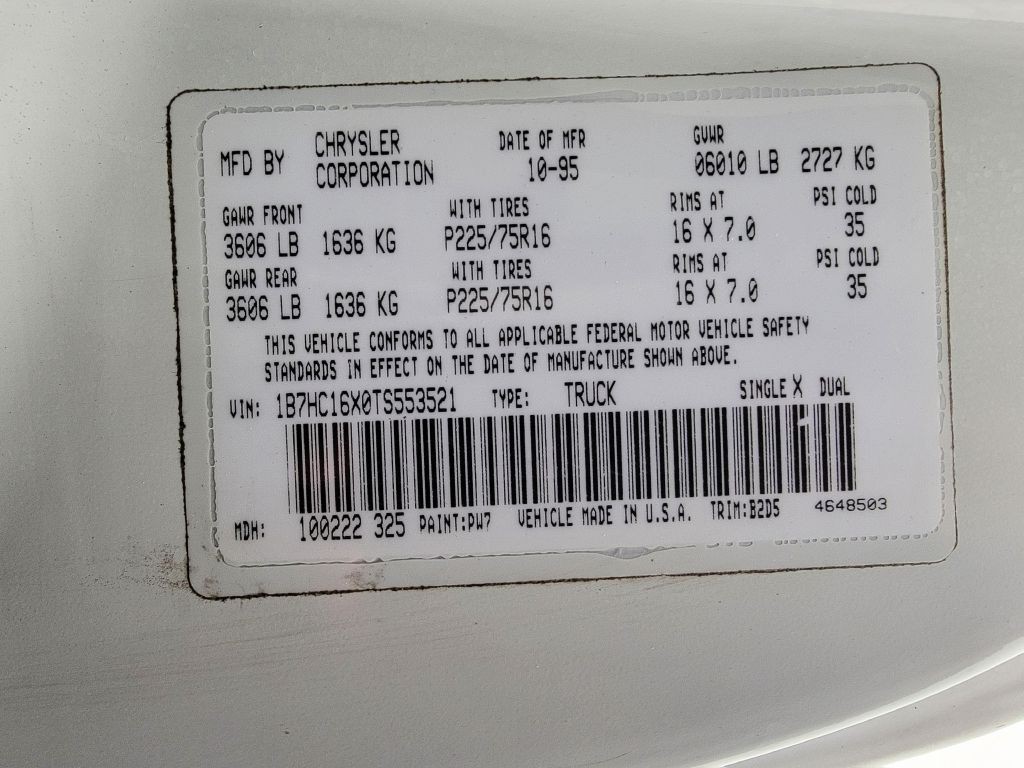 MFD BY CHRYSLER CORPORATION DATE OF MFR 10-95 GVWR 06010 LB 2727 KG
GAWR FRONT WITH TIRES RIMS AT PSI COLD
3606 LB 1636 KG P225/75R16 16 X 7.0 35
GAWR REAR WITH TIRES RIMS AT PSI COLD
3606 LB 1636 KG P225/75R16 16 X 7.0 35
THIS VEHICLE CONFORMS TO ALL APPLICABLE FEDERAL MOTOR VEHICLE SAFETY
STANDARDS IN EFFECT ON THE DATE OF MANUFACTURE SHOWN ABOVE.
VIN: 1B7HC16X0TS553521 TYPE: TRUCK SINGLE X DUAL
MDH: 100222 325 PAINT:PW7 VEHICLE MADE IN U.S.A. TRIM:B2D5 4648503